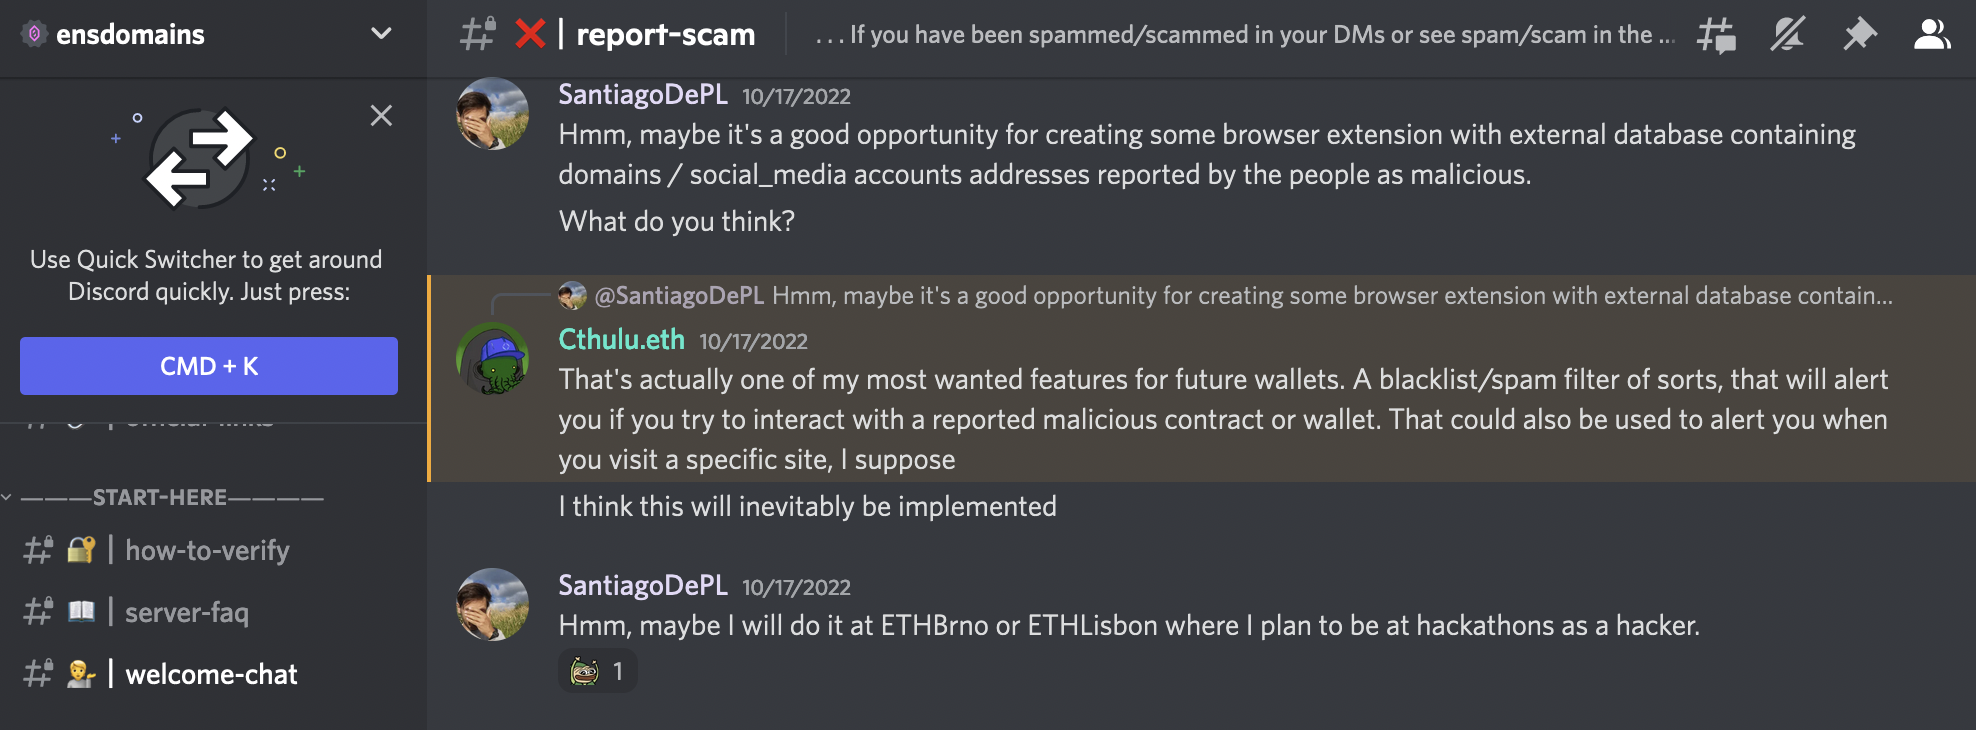 ensdomains
Use Quick Switcher to get around
Discord quickly. Just press:
CMD + K
official-links
———START-HERE————
how-to-verify
server-faq
welcome-chat
report-scam
...If you have been spammed/scammed in your DMs or see spam/scam in the ...
SantiagoDePL 10/17/2022
Hmm, maybe it's a good opportunity for creating some browser extension with external database containing
domains / social_media accounts addresses reported by the people as malicious.
What do you think?
@SantiagoDePL Hmm, maybe it's a good opportunity for creating some browser extension with external database contain...
Cthulu.eth 10/17/2022
That's actually one of my most wanted features for future wallets. A blacklist/spam filter of sorts, that will alert
you if you try to interact with a reported malicious contract or wallet. That could also be used to alert you when
you visit a specific site, I suppose
I think this will inevitably be implemented
SantiagoDePL 10/17/2022
Hmm, maybe I will do it at ETHBrno or ETHLisbon where I plan to be at hackathons as a hacker.
1